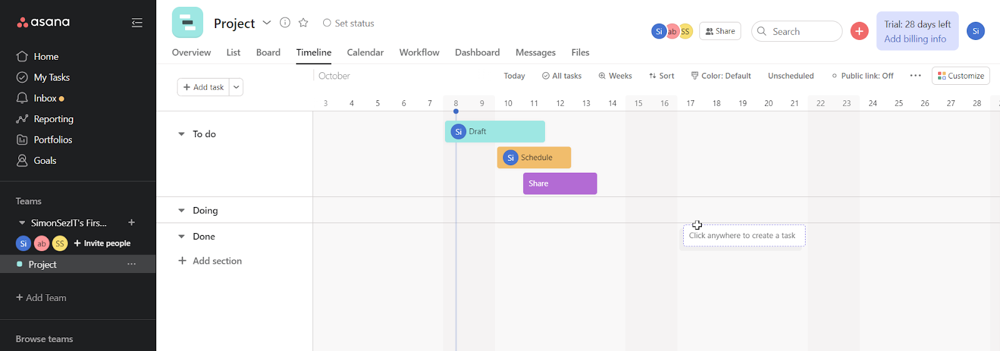 asana
Home
My Tasks
Inbox
Reporting
Portfolios
Goals
Teams
SimonSezIT's Firs...
+
Si ab SS + Invite people
Project ...
+ Add Team
Browse teams
Project
Set status
Si ab SS
Share
Search
+
Trial: 28 days left
Add billing info
Si
Overview List Board Timeline Calendar Workflow Dashboard Messages Files
+ Add task
October
Today All tasks Weeks Sort Color: Default Unscheduled Public link: Off ... Customize
3 4 5 6 7 8 9 10 11 12 13 14 15 16 17 18 19 20 21 22 23 24 25 26 27 28
To do
Si Draft
Si Schedule
Share
Doing
Done
Click anywhere to create a task
+ Add section